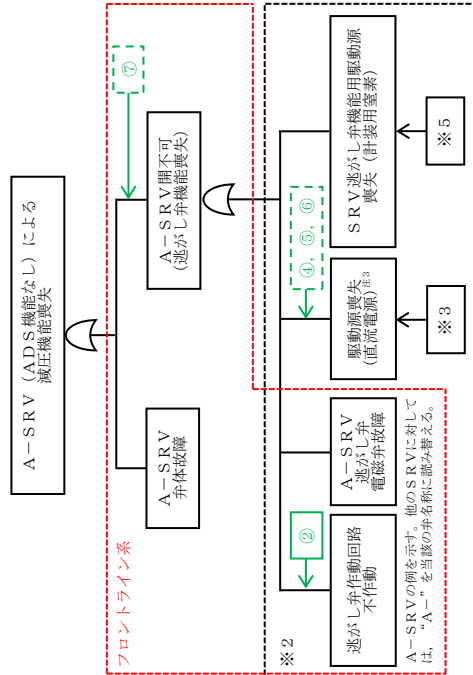 A-SRV(ADS機能なし)による
減圧機能喪失
フロントライン系
⑦
A-SRV
弁体故障
A-SRV開不可
(逃がし弁機能喪失)
※2
②
④,⑤,⑥
逃がし弁作動回路
不作動
A-SRV
逃がし弁
電磁弁故障
駆動源喪失
(直流電源)注3
SRV逃がし弁機能用駆動源
喪失(計装用窒素)
※3
※5
A-SRVの例を示す。他のSRVに対して
は,“A-”を当該の弁名称に読み替える。